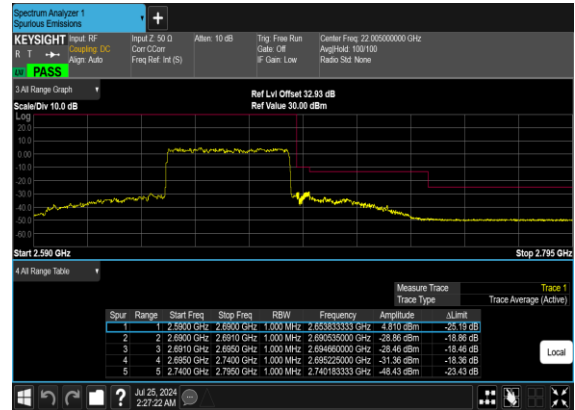 Spectrum Analyzer 1
Spurious Emissions
KEYSIGHT Input: RF Input Z: 50 Ω Atten: 10 dB Trig: Free Run Center Freq: 22.005000000 GHz
R T Coupling: DC Corr CCorr Gate: Off Avg|Hold: 100/100
Align: Auto Freq Ref: Int (S) IF Gain: Low Radio Std: None
PASS
3 All Range Graph
Ref Lvl Offset 32.93 dB
Scale/Div 10.0 dB Ref Value 30.00 dBm
Log
20.0
10.0
0.00
-10.0
-20.0
-30.0
-40.0
-50.0
-60.0
Start 2.590 GHz Stop 2.795 GHz
4 All Range Table
Measure Trace Trace 1
Trace Type Trace Average (Active)
Spur Range Start Freq Stop Freq RBW Frequency Amplitude ΔLimit
1 1 2.5900 GHz 2.6900 GHz 1.000 MHz 2.653833333 GHz 4.810 dBm -25.19 dB
2 2 2.6900 GHz 2.6910 GHz 1.000 MHz 2.690535000 GHz -28.86 dBm -18.86 dB
3 3 2.6910 GHz 2.6950 GHz 1.000 MHz 2.694660000 GHz -28.46 dBm -18.46 dB
4 4 2.6950 GHz 2.7400 GHz 1.000 MHz 2.695225000 GHz -31.36 dBm -18.36 dB
5 5 2.7400 GHz 2.7950 GHz 1.000 MHz 2.740183333 GHz -48.43 dBm -23.43 dB
Local
Jul 25, 2024
2:27:22 AM